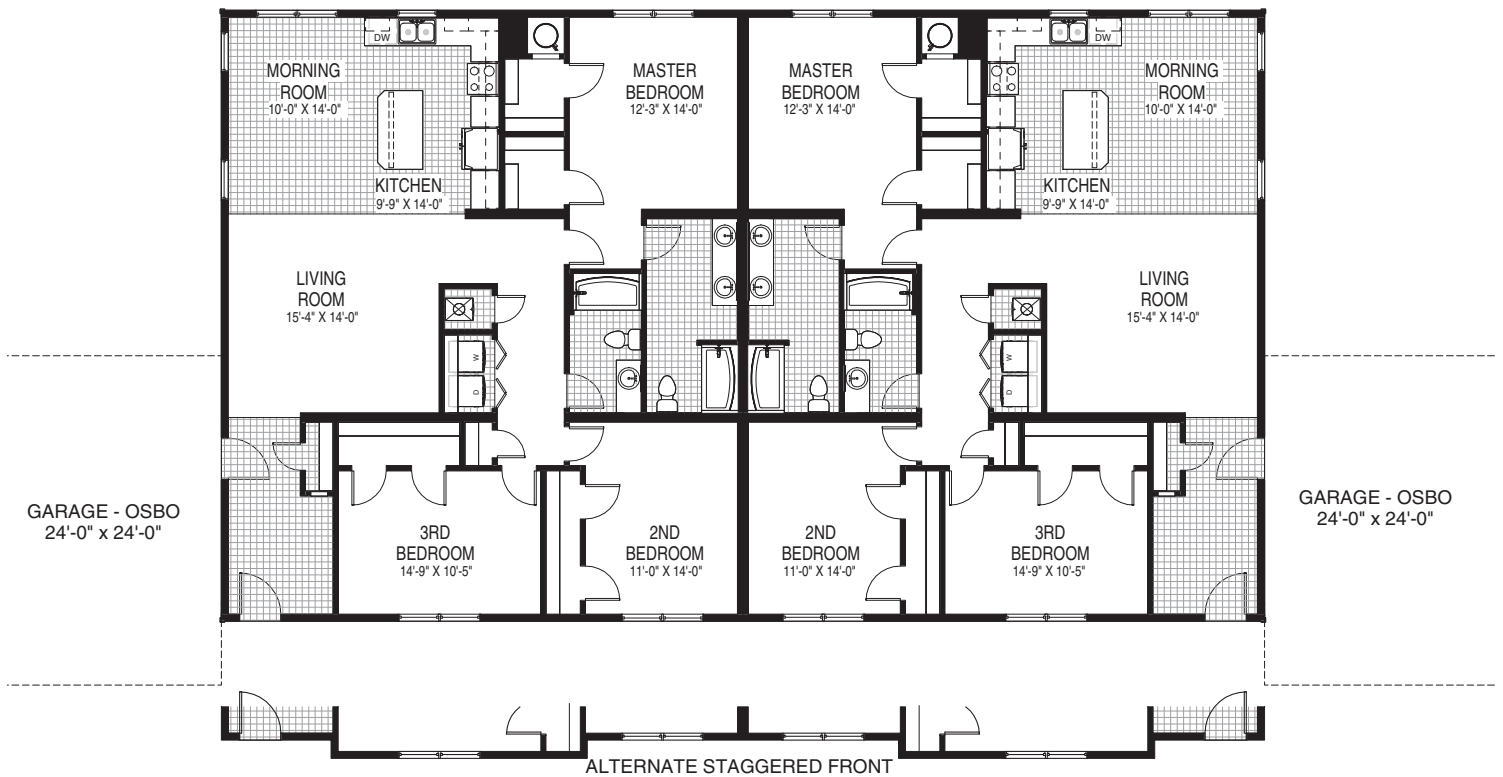 DW
DW
MORNING
ROOM
10'-0" X 14'-0"
MASTER
BEDROOM
12'-3" X 14'-0"
MASTER
BEDROOM
12'-3" X 14'-0"
MORNING
ROOM
10'-0" X 14'-0"
KITCHEN
9'-9" X 14'-0"
KITCHEN
9'-9" X 14'-0"
LIVING
ROOM
15'-4" X 14'-0"
LIVING
ROOM
15'-4" X 14'-0"
W
D
W
D
GARAGE - OSBO
24'-0" x 24'-0"
3RD
BEDROOM
14'-9" X 10'-5"
2ND
BEDROOM
11'-0" X 14'-0"
2ND
BEDROOM
11'-0" X 14'-0"
3RD
BEDROOM
14'-9" X 10'-5"
GARAGE - OSBO
24'-0" x 24'-0"
ALTERNATE STAGGERED FRONT